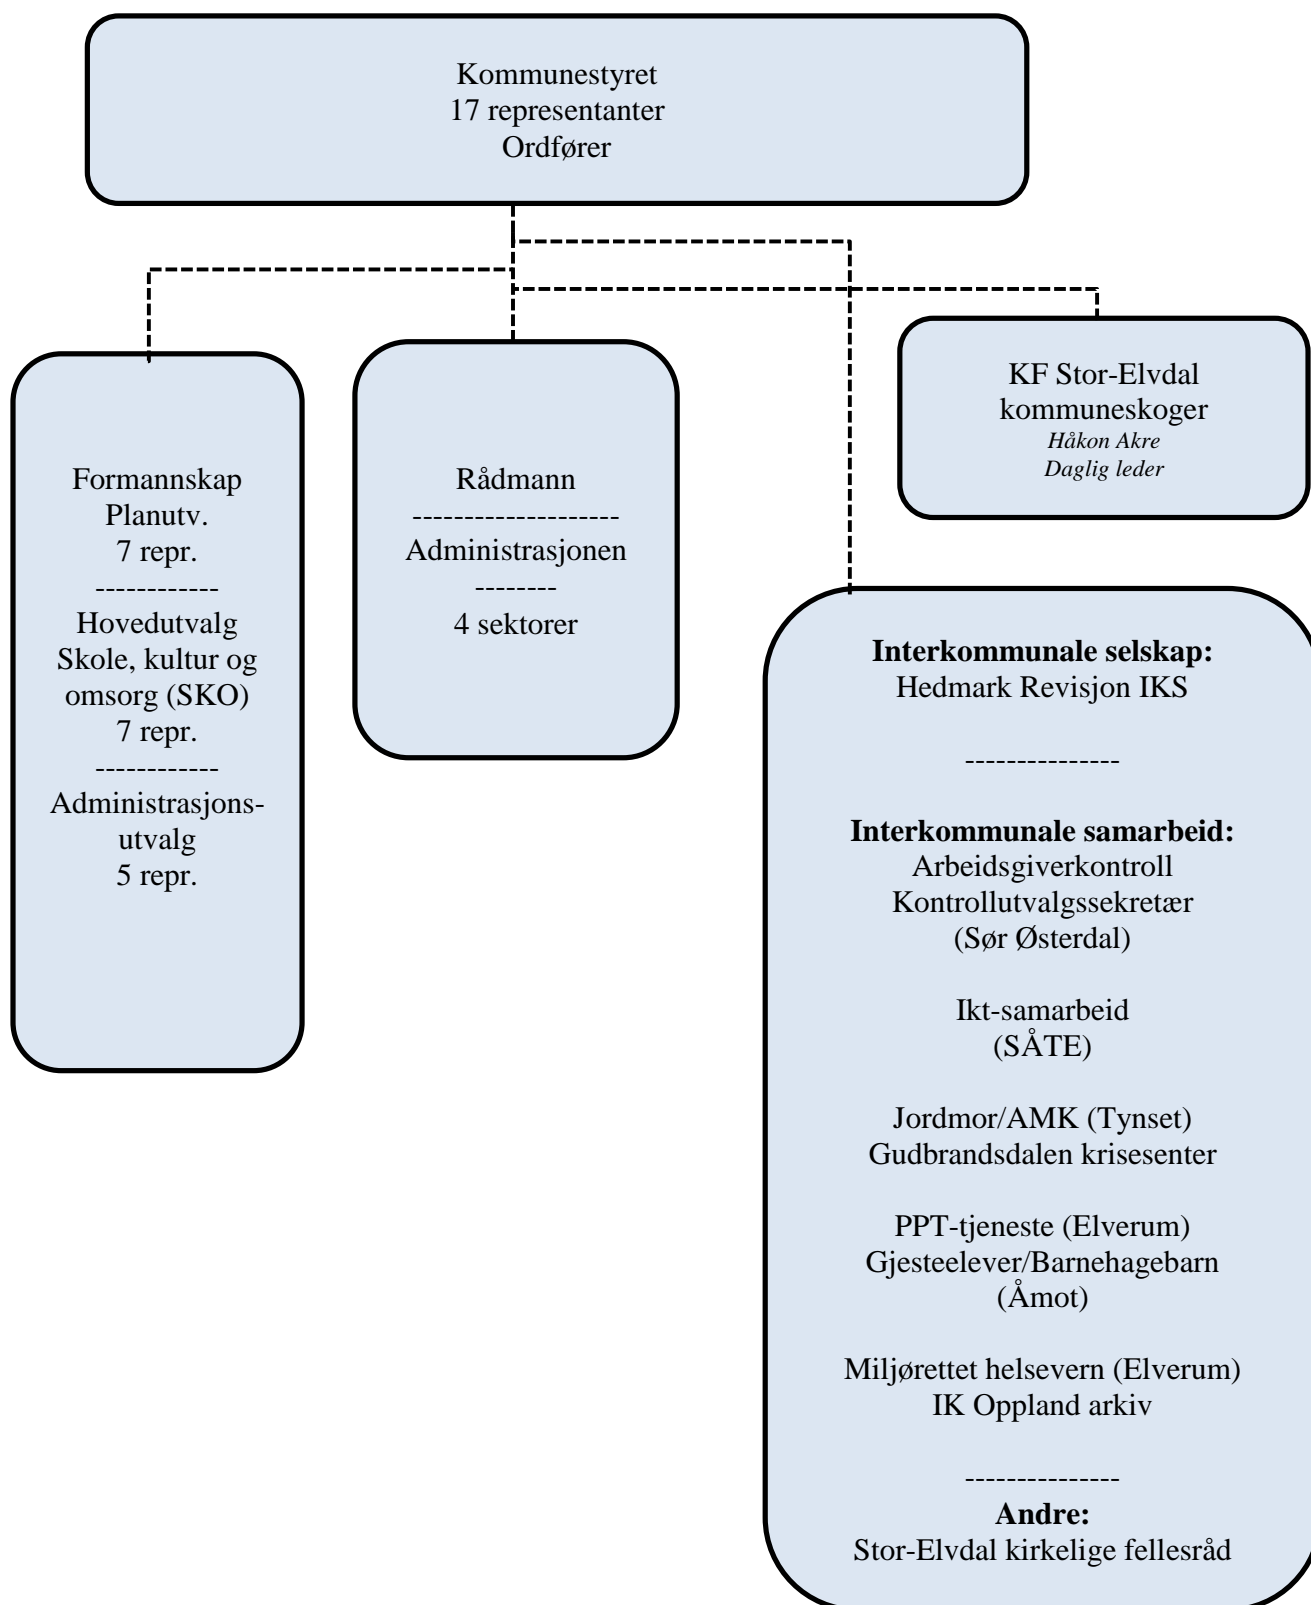 Kommunestyret
17 representanter
Ordfører
Formannskap
Planutv.
7 repr.
------------
Hovedutvalg
Skole, kultur og
omsorg (SKO)
7 repr.
------------
Administrasjons-
utvalg
5 repr.
Rådmann
--------------------
Administrasjonen
--------
4 sektorer
KF Stor-Elvdal
kommuneskoger
Håkon Akre
Daglig leder
Interkommunale selskap:
Hedmark Revisjon IKS
---------------
Interkommunale samarbeid:
Arbeidsgiverkontroll
Kontrollutvalgssekretær
(Sør Østerdal)
Ikt-samarbeid
(SÅTE)
Jordmor/AMK (Tynset)
Gudbrandsdalen krisesenter
PPT-tjeneste (Elverum)
Gjesteelever/Barnehagebarn
(Åmot)
Miljørettet helsevern (Elverum)
IK Oppland arkiv
---------------
Andre:
Stor-Elvdal kirkelige fellesråd